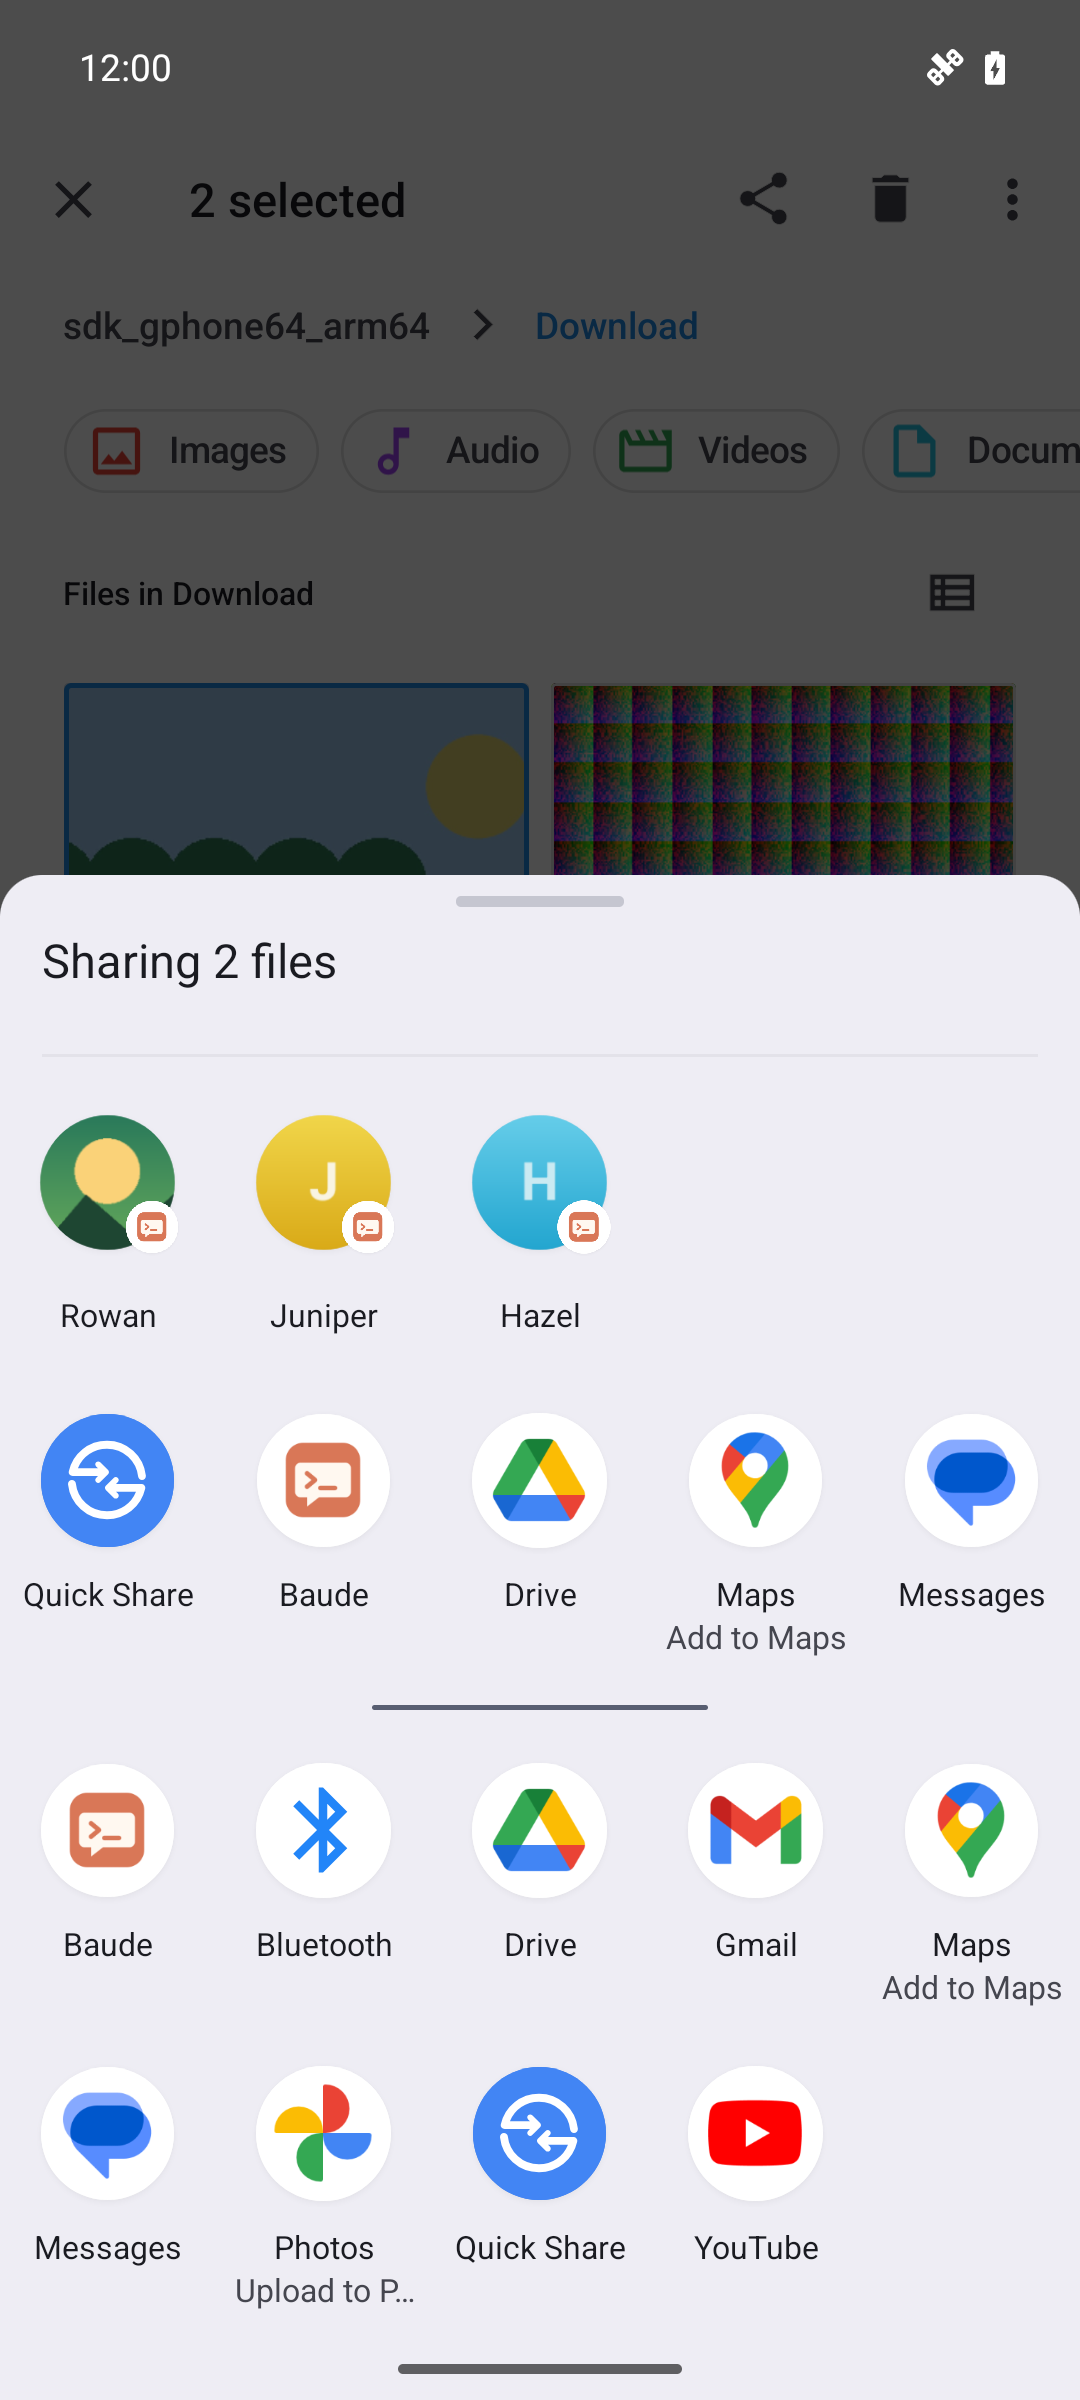 12:00
2 selected
sdk_gphone64_arm64 Download
Images Audio Videos Docum
Files in Download
Sharing 2 files
J H
Rowan Juniper Hazel
Quick Share Baude Drive Maps Messages
Add to Maps
Baude Bluetooth Drive Gmail Maps
Add to Maps
Messages Photos Quick Share YouTube
Upload to P...